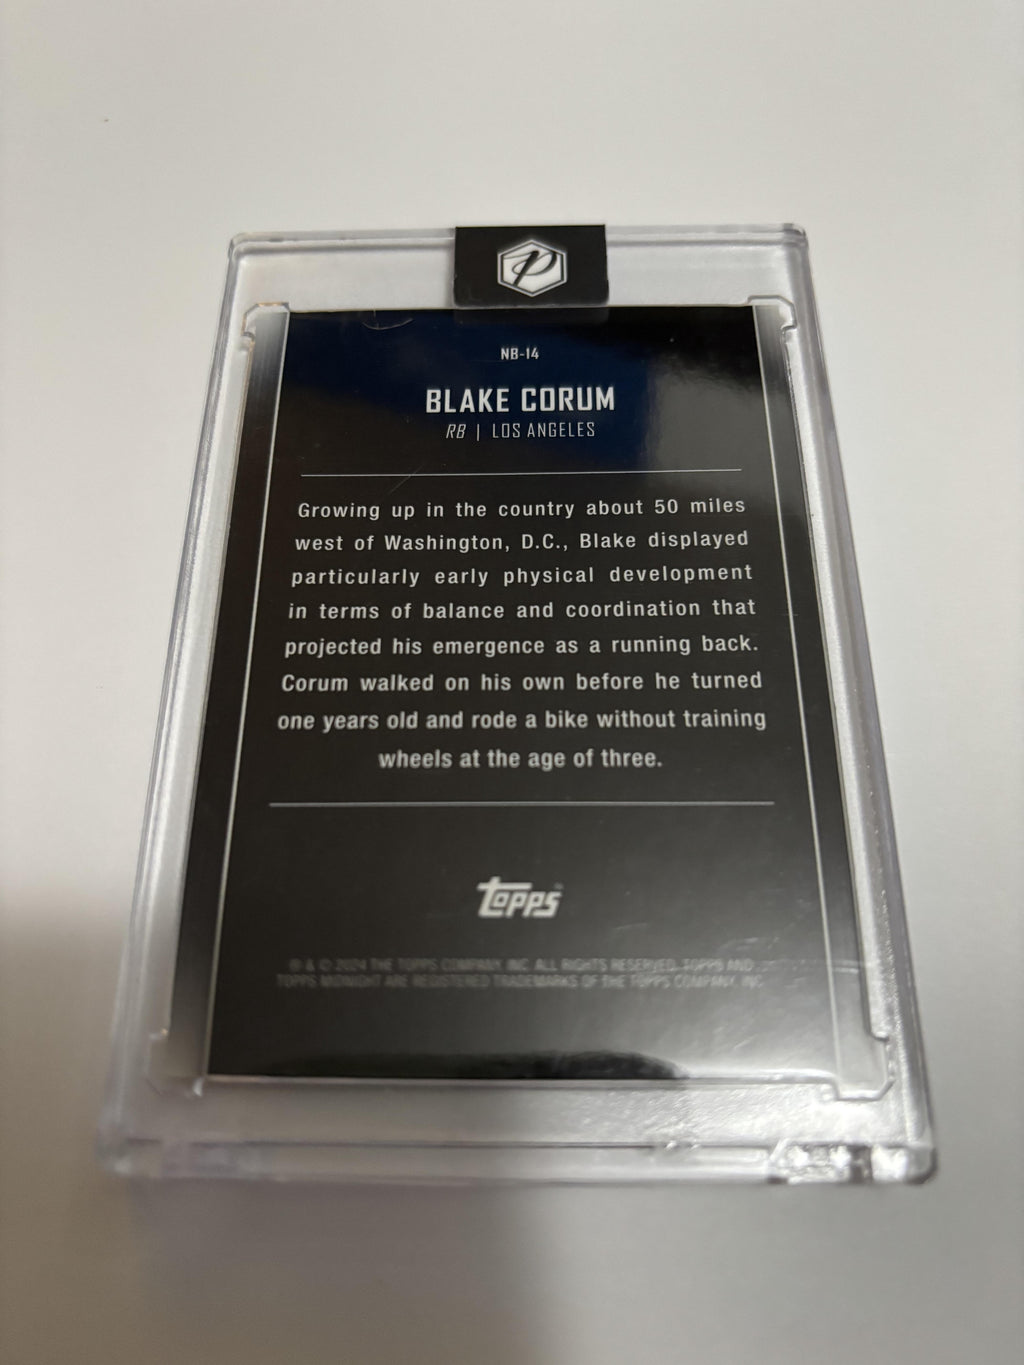 P
NB-14
BLAKE CORUM
RB | LOS ANGELES
Growing up in the country about 50 miles
west of Washington, D.C., Blake displayed
particularly early physical development
in terms of balance and coordination that
projected his emergence as a running back.
Corum walked on his own before he turned
one years old and rode a bike without training
wheels at the age of three.
Topps
® & © 2024 THE TOPPS COMPANY, INC. ALL RIGHTS RESERVED. TOPPS AND
TOPPS MIDNIGHT ARE REGISTERED TRADEMARKS OF THE TOPPS COMPANY, INC.